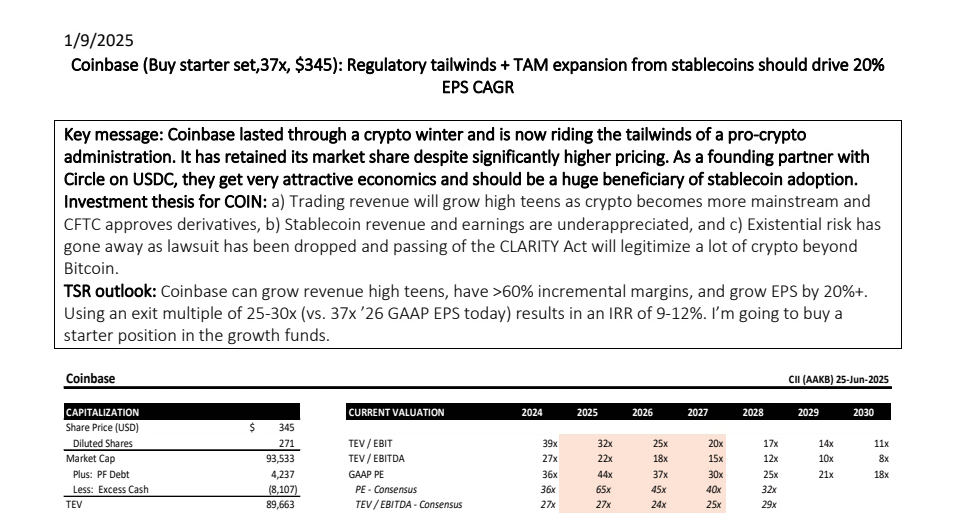 1/9/2025
Coinbase (Buy starter set,37x, $345): Regulatory tailwinds + TAM expansion from stablecoins should drive 20%
EPS CAGR
Key message: Coinbase lasted through a crypto winter and is now riding the tailwinds of a pro-crypto
administration. It has retained its market share despite significantly higher pricing. As a founding partner with
Circle on USDC, they get very attractive economics and should be a huge beneficiary of stablecoin adoption.
Investment thesis for COIN: a) Trading revenue will grow high teens as crypto becomes more mainstream and
CFTC approves derivatives, b) Stablecoin revenue and earnings are underappreciated, and c) Existential risk has
gone away as lawsuit has been dropped and passing of the CLARITY Act will legitimize a lot of crypto beyond
Bitcoin.
TSR outlook: Coinbase can grow revenue high teens, have >60% incremental margins, and grow EPS by 20%+.
Using an exit multiple of 25-30x (vs. 37x ’26 GAAP EPS today) results in an IRR of 9-12%. I’m going to buy a
starter position in the growth funds.
Coinbase CII (AAKB) 25-Jun-2025
CAPITALIZATION CURRENT VALUATION 2024 2025 2026 2027 2028 2029 2030
Share Price (USD) $ 345
Diluted Shares 271 TEV / EBIT 39x 32x 25x 20x 17x 14x 11x
Market Cap 93,533 TEV / EBITDA 27x 22x 18x 15x 12x 10x 8x
Plus: PF Debt 4,237 GAAP PE 36x 44x 37x 30x 25x 21x 18x
Less: Excess Cash (8,107) PE - Consensus 36x 65x 45x 40x 32x
TEV 89,663 TEV / EBITDA - Consensus 27x 27x 24x 25x 29x